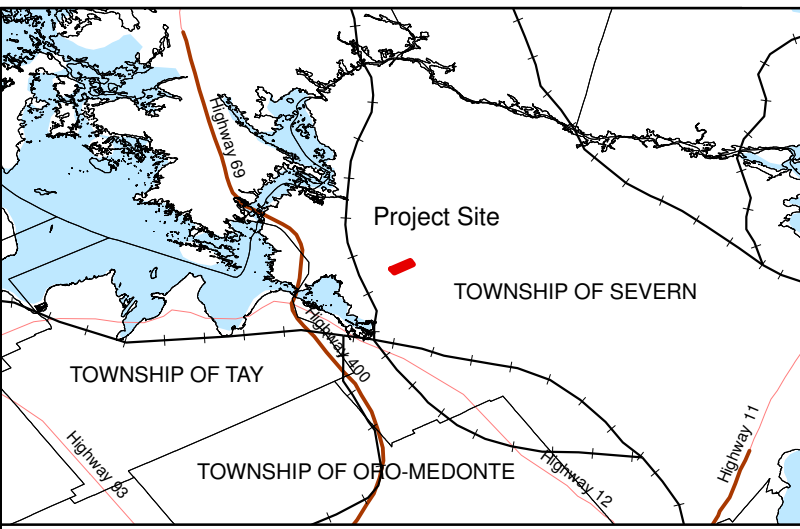 Highway 69
Project Site
TOWNSHIP OF SEVERN
Highway 400
TOWNSHIP OF TAY
Highway 11
Highway 93
TOWNSHIP OF ORO-MEDONTE
Highway 12